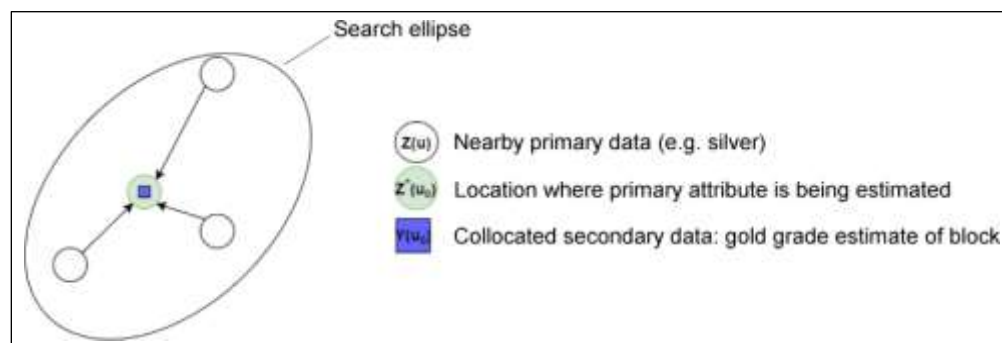 Search ellipse
Z(u) Nearby primary data (e.g. silver)
Z*(u₀) Location where primary attribute is being estimated
Y(u₀) Collocated secondary data: gold grade estimate of block